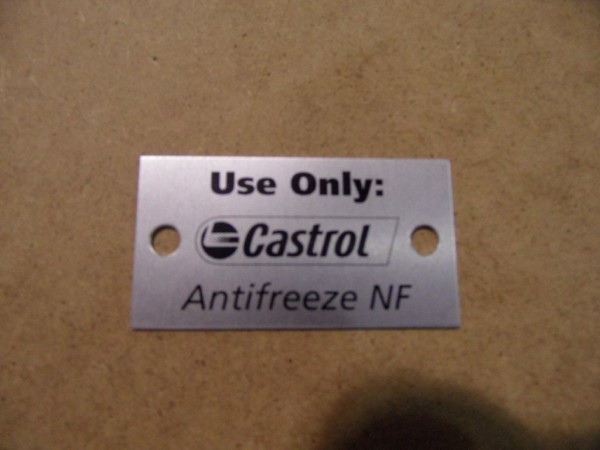 Use Only:
Castrol
Antifreeze NF